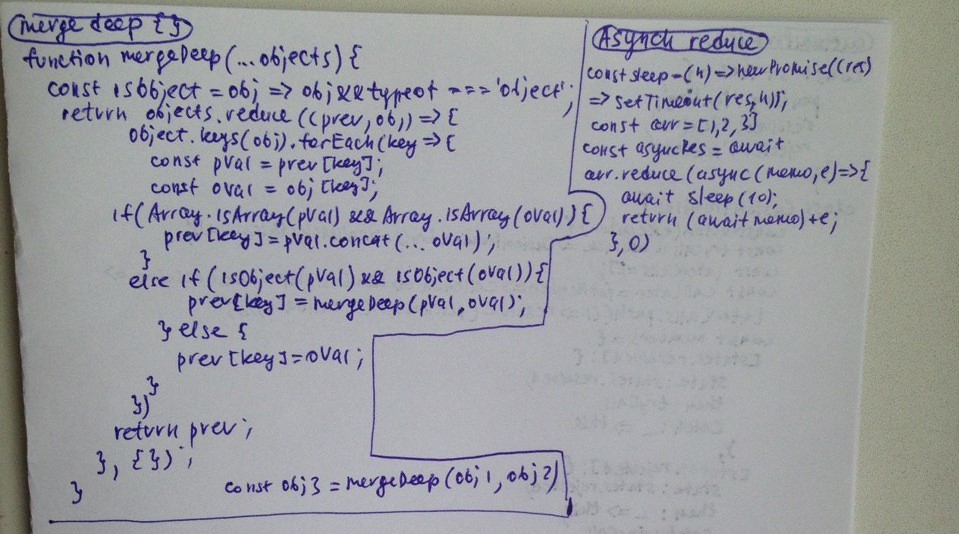 merge deep {}
function mergeDeep(...objects) {
const isObject = obj => obj && typeof === 'object';
return objects.reduce((prev, obj) => {
Object.keys(obj).forEach(key => {
const pVal = prev[key];
const oVal = obj[key];
if(Array.isArray(pVal) && Array.isArray(oVal)) {
prev[key] = pVal.concat(...oVal);
}
else if (isObject(pVal) && isObject(oVal)) {
prev[key] = mergeDeep(pVal, oVal);
} else {
prev[key] = oVal;
}
})
return prev;
}, {});
}
const obj3 = mergeDeep(obj1, obj2)
Asynch reduce
const sleep = (n) => new Promise((res)
=> setTimeout(res, n));
const arr = [1, 2, 3]
const asyncRes = await
arr.reduce(async (memo, e) => {
await sleep(10);
return (await memo) + e;
}, 0)